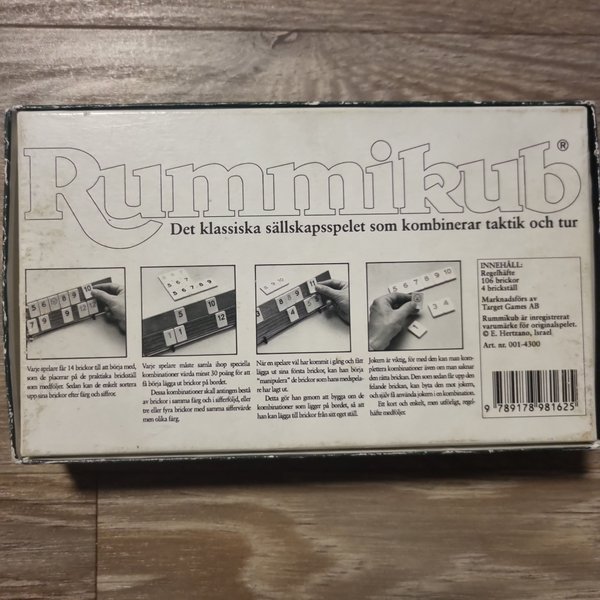 Rummikub®
Det klassiska sällskapsspelet som kombinerar taktik och tur
Varje spelare får 14 brickor till att börja med,
som de placerar på de praktiska brickställ
som medföljer. Sedan kan de enkelt sortera
upp sina brickor efter färg och siffror.
Varje spelare måste samla ihop speciella
kombinationer värda minst 30 poäng för att
få börja lägga ut brickor på bordet.
Dessa kombinationer skall antingen bestå
av brickor i samma färg och i sifferföljd, eller
tre eller fyra brickor med samma siffervärde
men olika färg.
När en spelare väl har kommit i gång och fått
lägga ut sina första brickor, kan han börja
"manipulera" de brickor som hans medspela-
re har lagt ut.
Detta gör han genom att bygga om de
kombinationer som ligger på bordet, så att
han kan lägga till brickor från sitt eget ställ.
Jokern är viktig, för med den kan man kom-
plettera kombinationer även om man saknar
den rätta brickan. Den som sedan får upp den
felande brickan, kan byta den mot jokern,
och själv få använda jokern i en kombination.
Ett kort och enkelt, men utförligt, regel-
häfte medföljer.
INNEHÅLL:
Regelhäfte
106 brickor
4 brickställ
Marknadsförs av
Target Games AB
Rummikub är inregistrerat
varumärke för originalspelet.
© E. Hertzano, Israel
Art. nr. 001-4300
9 789178 981625